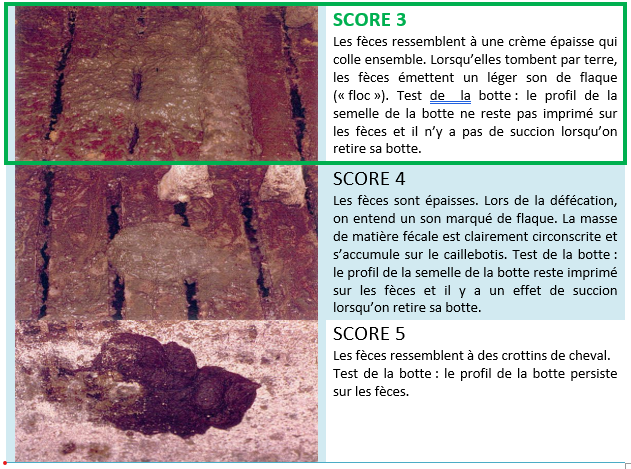 SCORE 3
Les fèces ressemblent à une crème épaisse qui
colle ensemble. Lorsqu’elles tombent par terre,
les fèces émettent un léger son de flaque
(« floc »). Test de la botte : le profil de la
semelle de la botte ne reste pas imprimé sur
les fèces et il n’y a pas de succion lorsqu’on
retire sa botte.
SCORE 4
Les fèces sont épaisses. Lors de la défécation,
on entend un son marqué de flaque. La masse
de matière fécale est clairement circonscrite et
s’accumule sur le caillebotis. Test de la botte :
le profil de la semelle de la botte reste imprimé
sur les fèces et il y a un effet de succion
lorsqu’on retire sa botte.
SCORE 5
Les fèces ressemblent à des crottins de cheval.
Test de la botte : le profil de la botte persiste
sur les fèces.